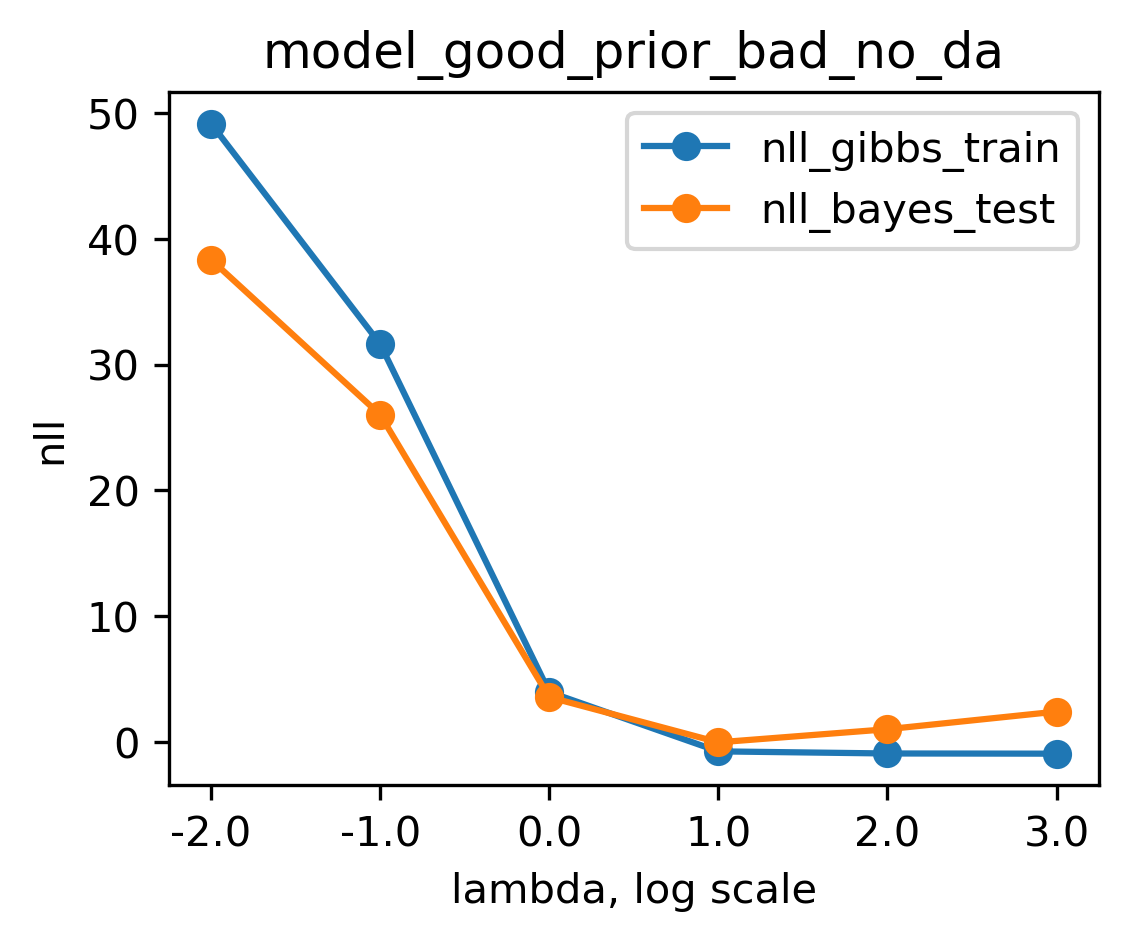 model_good_prior_bad_no_da
50
40
30
20
10
0
nll
nll_gibbs_train
nll_bayes_test
-2.0 -1.0 0.0 1.0 2.0 3.0
lambda, log scale